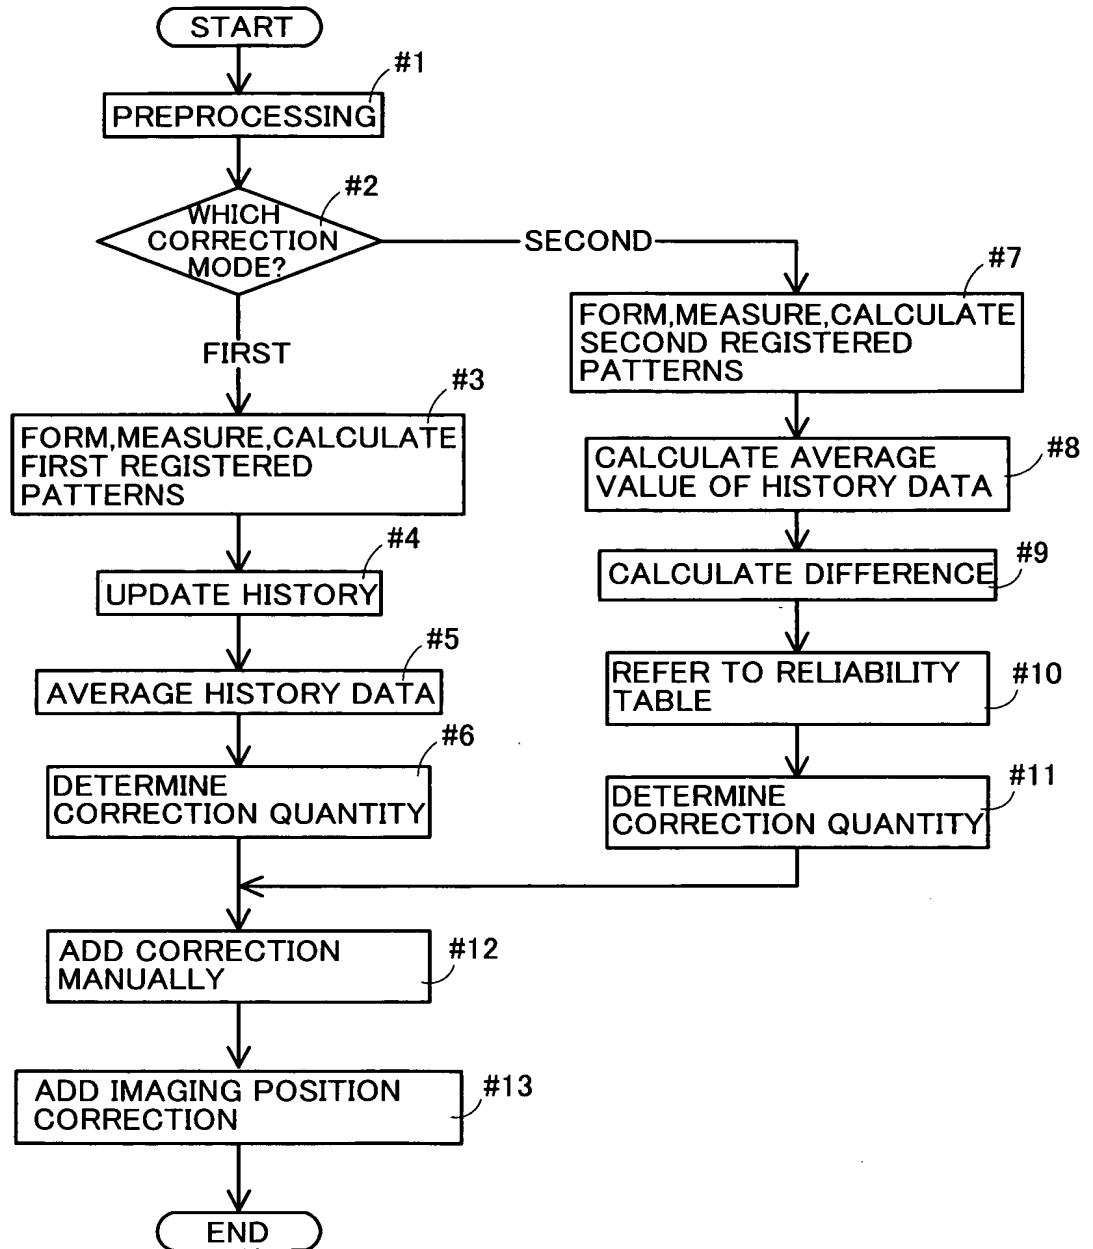 START
#1
PREPROCESSING
#2
WHICH
CORRECTION
MODE?
SECOND
FIRST
#3
FORM,MEASURE,CALCULATE
FIRST REGISTERED
PATTERNS
#4
UPDATE HISTORY
#5
AVERAGE HISTORY DATA
#6
DETERMINE
CORRECTION QUANTITY
#7
FORM,MEASURE,CALCULATE
SECOND REGISTERED
PATTERNS
#8
CALCULATE AVERAGE
VALUE OF HISTORY DATA
#9
CALCULATE DIFFERENCE
#10
REFER TO RELIABILITY
TABLE
#11
DETERMINE
CORRECTION QUANTITY
#12
ADD CORRECTION
MANUALLY
#13
ADD IMAGING POSITION
CORRECTION
END